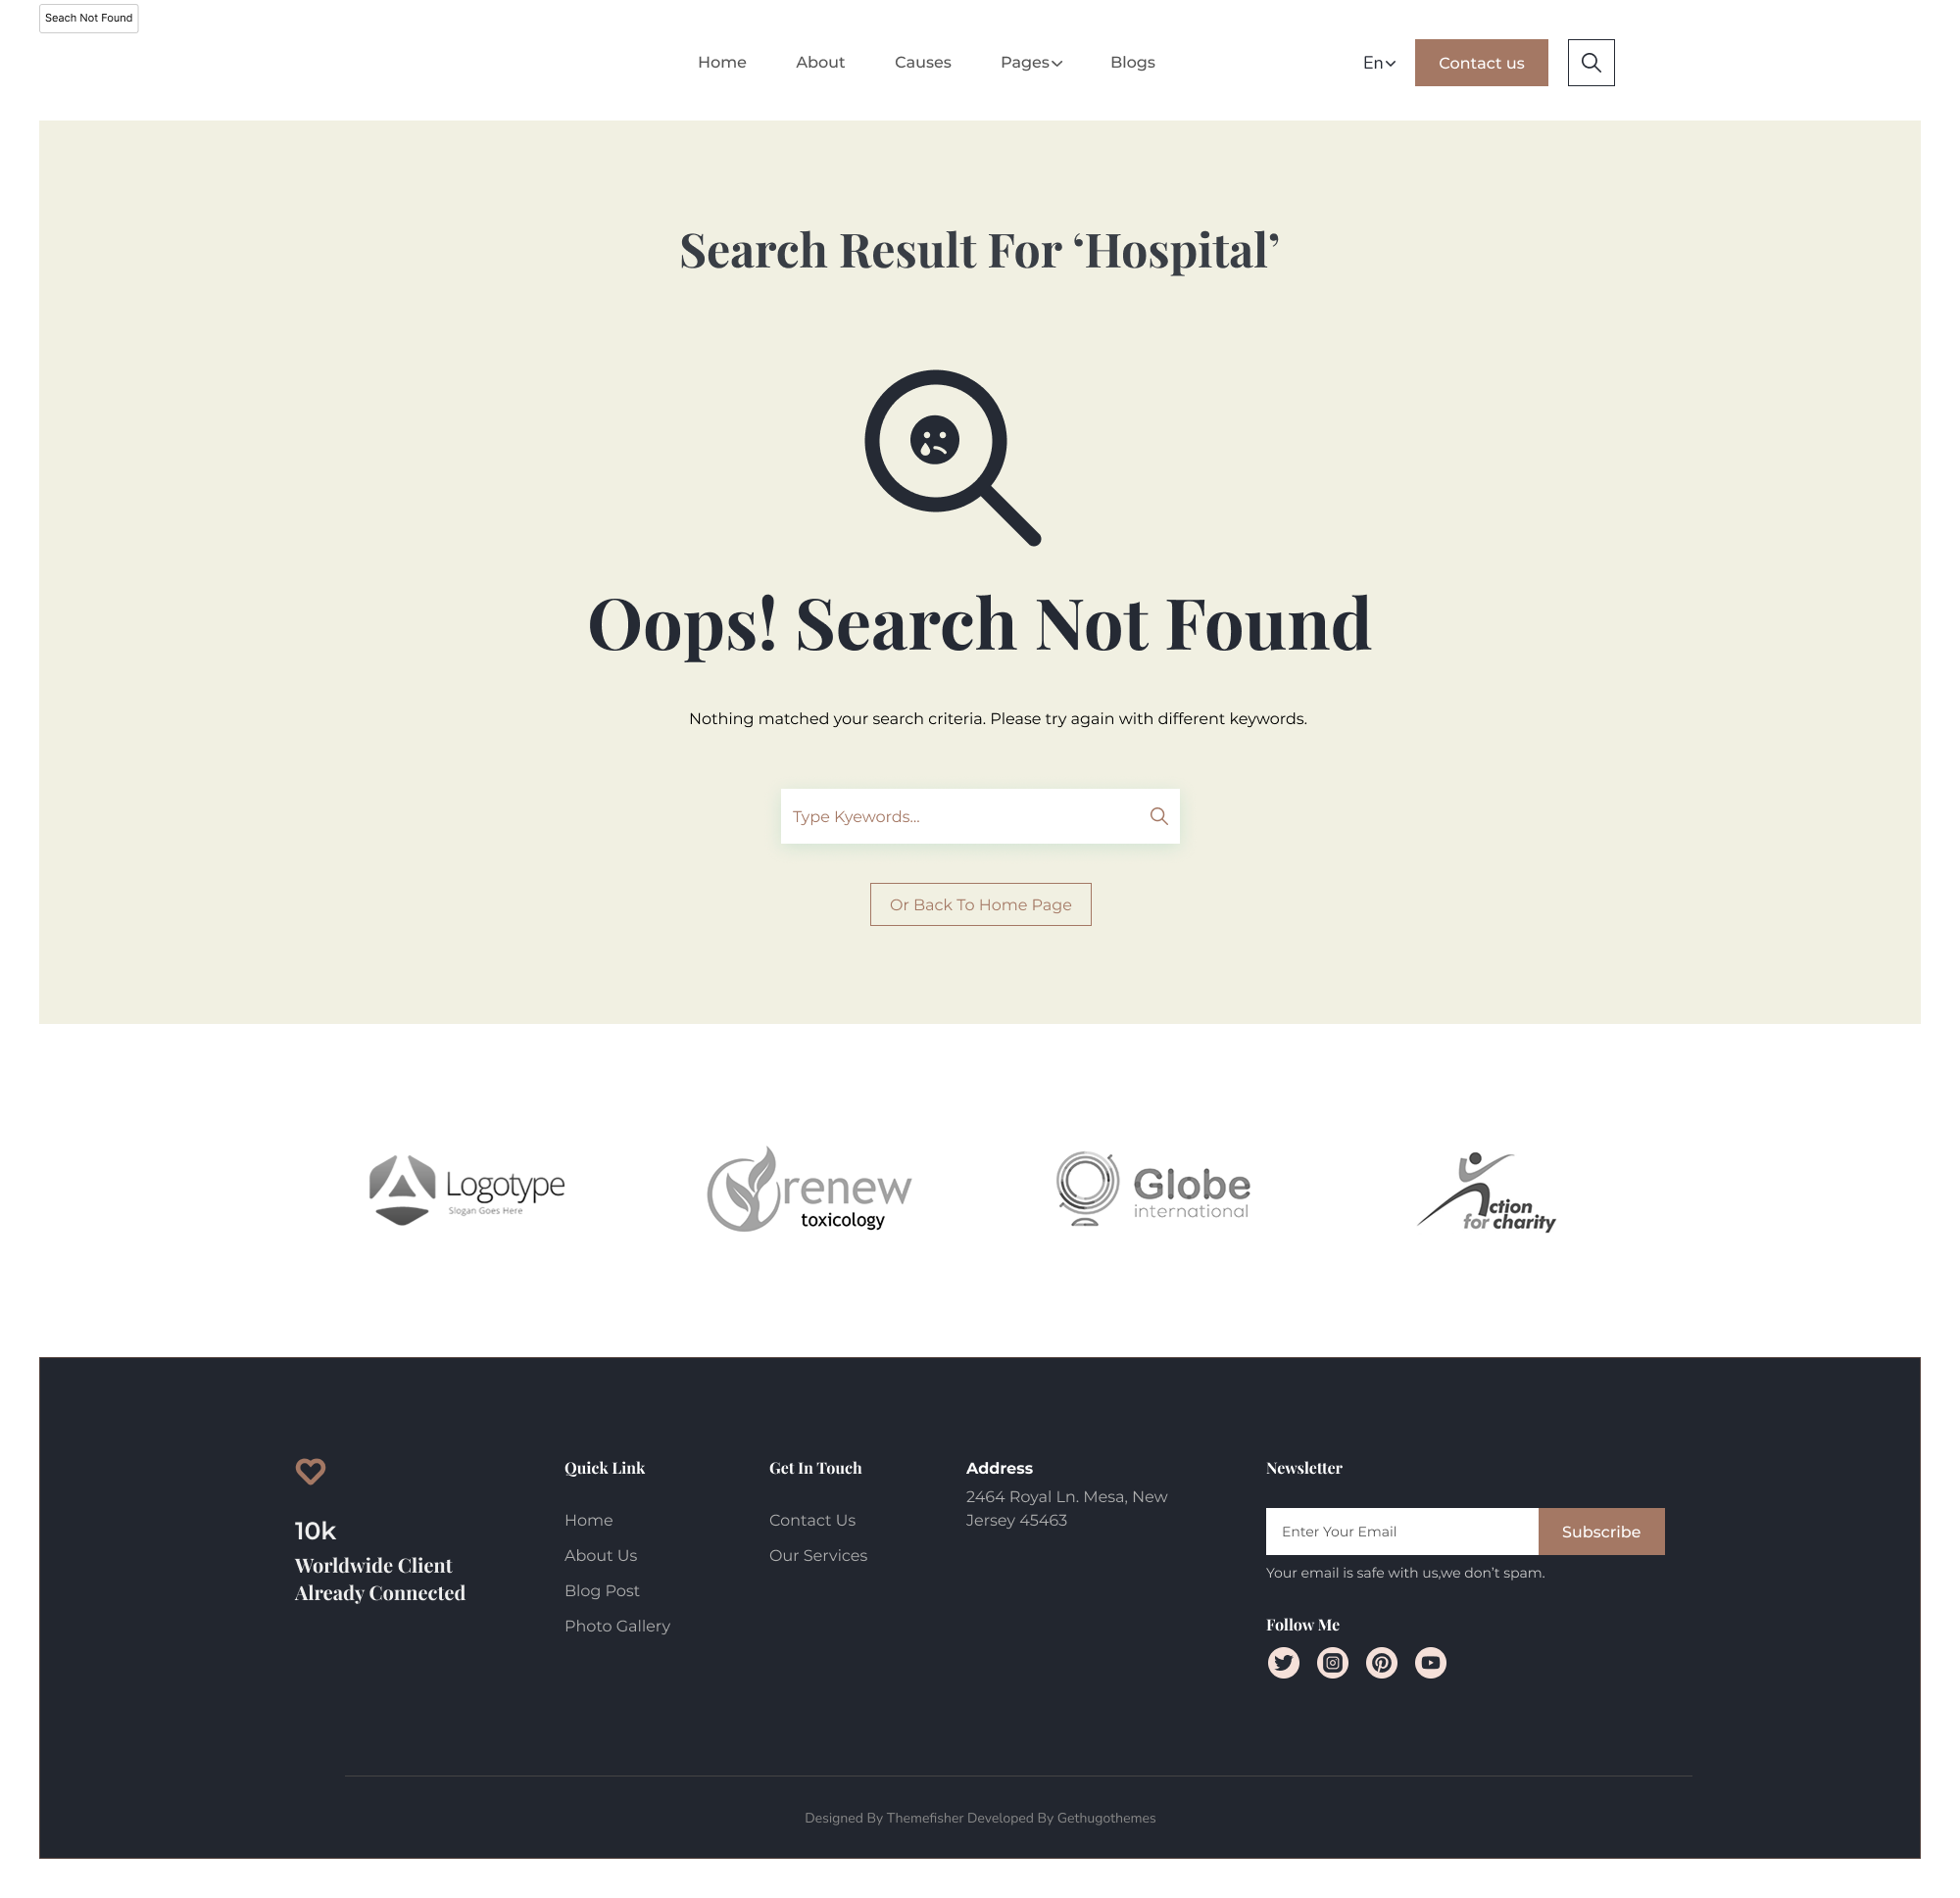 Seach Not Found
Home About Causes Pages Blogs En Contact us
Search Result For ‘Hospital’
Oops! Search Not Found
Nothing matched your search criteria. Please try again with different keywords.
Type Kyewords...
Or Back To Home Page
Logotype
Slogan Goes Here
renew
toxicology
Globe
international
ction
for charity
10k
Worldwide Client
Already Connected
Quick Link
Home
About Us
Blog Post
Photo Gallery
Get In Touch
Contact Us
Our Services
Address
2464 Royal Ln. Mesa, New
Jersey 45463
Newsletter
Enter Your Email Subscribe
Your email is safe with us,we don’t spam.
Follow Me
Designed By Themefisher Developed By Gethugothemes